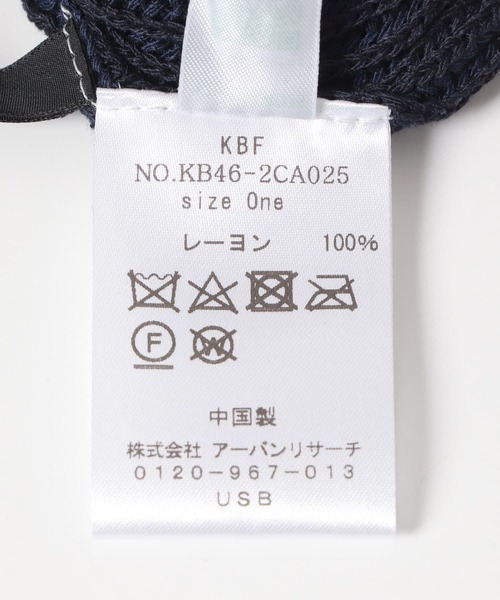 KBF
NO.KB46-2CA025
size One
レーヨン 100%
F W
中国製
株式会社 アーバンリサーチ
0120-967-013
USB